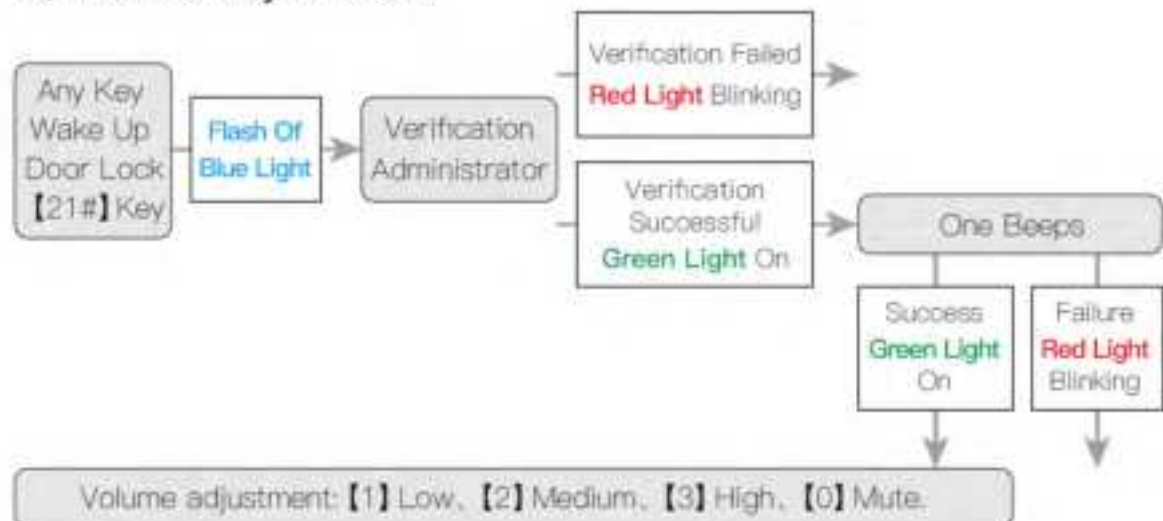 Any Key
Wake Up
Door Lock
【21#】Key
Flash Of
Blue Light
Verification
Administrator
Verification Failed
Red Light Blinking
Verification
Successful
Green Light On
One Beeps
Success
Green Light
On
Failure
Red Light
Blinking
Volume adjustment:【1】Low、【2】Medium、【3】High、【0】Mute.